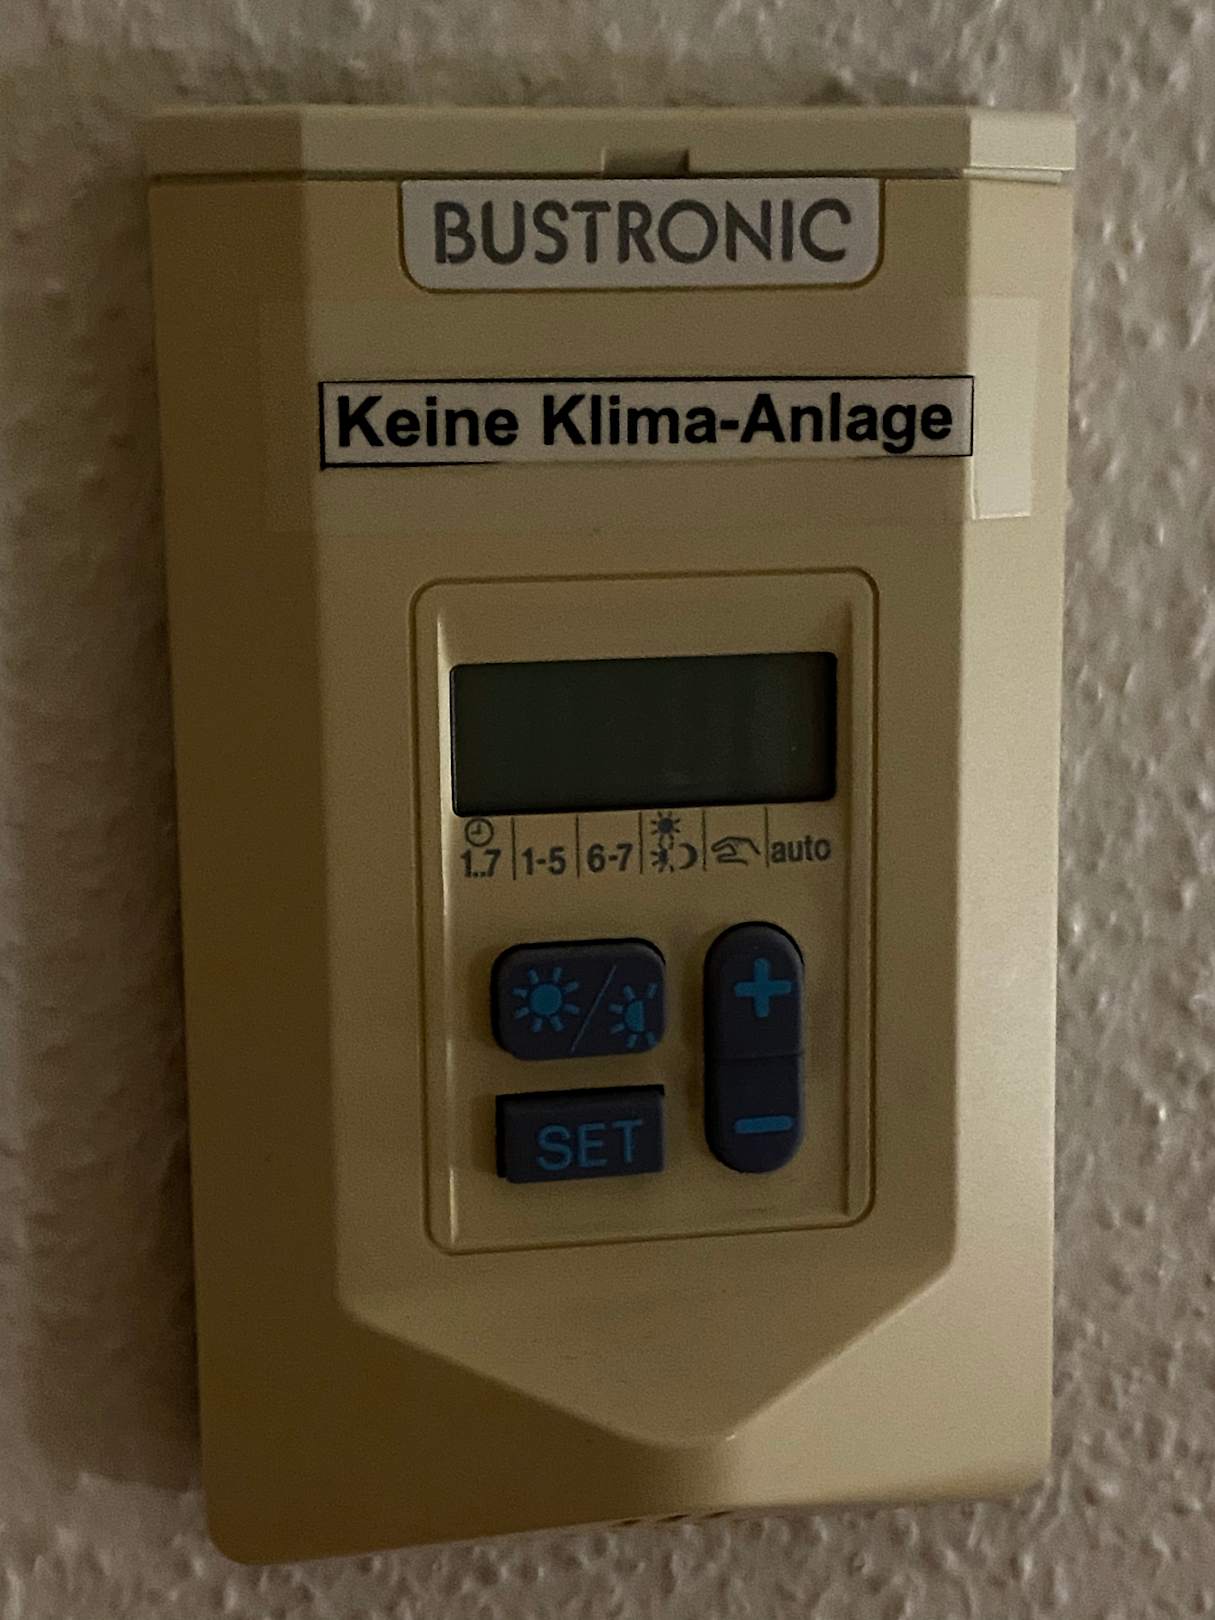 BUSTRONIC
Keine Klima-Anlage
1..7 1-5 6-7 auto
+
SET
−